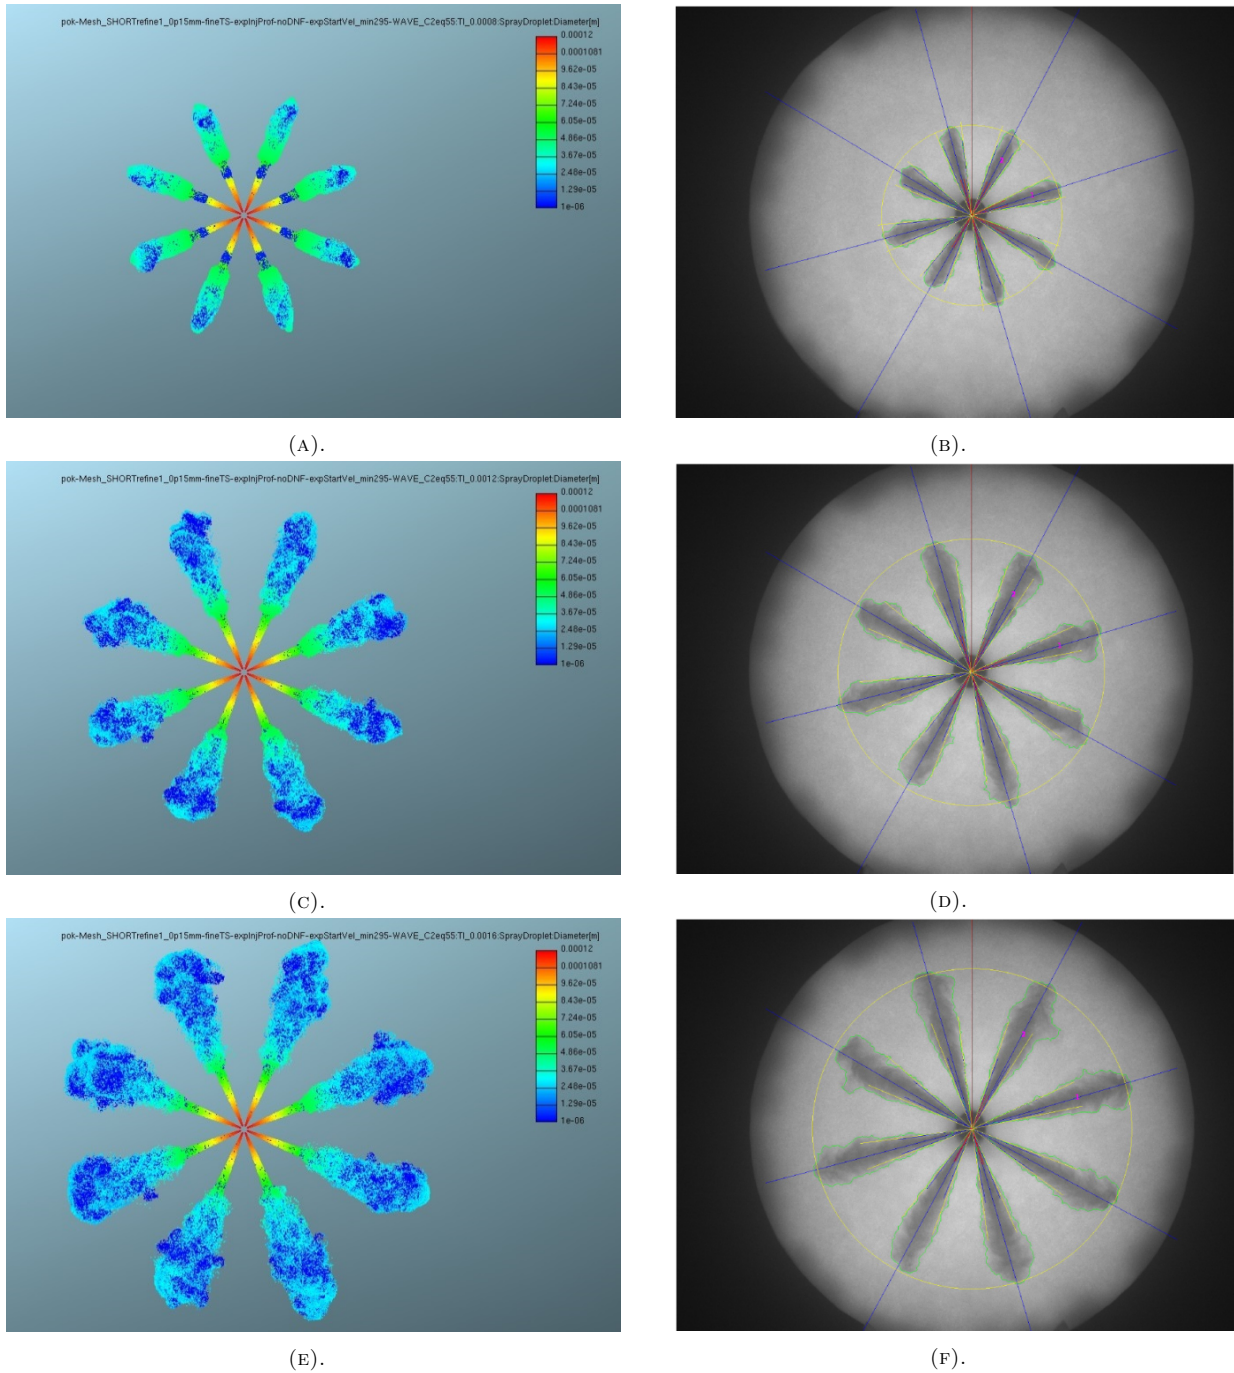 pok-Mesh_SHORTrefine1_0p15mm-fineTS-expInjProf-noDNF-expStartVel_min295-WAVE_C2eq55:TI_0.0008:SprayDroplet:Diameter[m]
0.00012
0.0001081
9.62e-05
8.43e-05
7.24e-05
6.05e-05
4.86e-05
3.67e-05
2.48e-05
1.29e-05
1e-06
(A).
(B).
pok-Mesh_SHORTrefine1_0p15mm-fineTS-expInjProf-noDNF-expStartVel_min295-WAVE_C2eq55:TI_0.0012:SprayDroplet:Diameter[m]
0.00012
0.0001081
9.62e-05
8.43e-05
7.24e-05
6.05e-05
4.86e-05
3.67e-05
2.48e-05
1.29e-05
1e-06
(C).
(D).
pok-Mesh_SHORTrefine1_0p15mm-fineTS-expInjProf-noDNF-expStartVel_min295-WAVE_C2eq55:TI_0.0016:SprayDroplet:Diameter[m]
0.00012
0.0001081
9.62e-05
8.43e-05
7.24e-05
6.05e-05
4.86e-05
3.67e-05
2.48e-05
1.29e-05
1e-06
(E).
(F).